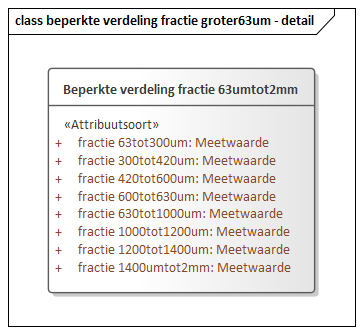 class beperkte verdeling fractie groter63um - detail
Beperkte verdeling fractie 63umtot2mm
«Attribuutsoort»
+ fractie 63tot300um: Meetwaarde
+ fractie 300tot420um: Meetwaarde
+ fractie 420tot600um: Meetwaarde
+ fractie 600tot630um: Meetwaarde
+ fractie 630tot1000um: Meetwaarde
+ fractie 1000tot1200um: Meetwaarde
+ fractie 1200tot1400um: Meetwaarde
+ fractie 1400umtot2mm: Meetwaarde